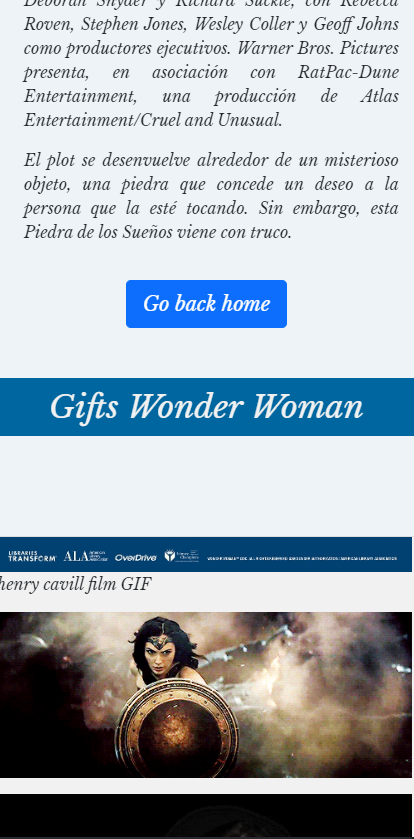 Deborah Snyder y Richard Suckle, con Rebecca
Roven, Stephen Jones, Wesley Coller y Geoff Johns
como productores ejecutivos. Warner Bros. Pictures
presenta, en asociación con RatPac-Dune
Entertainment, una producción de Atlas
Entertainment/Cruel and Unusual.
El plot se desenvuelve alrededor de un misterioso
objeto, una piedra que concede un deseo a la
persona que la esté tocando. Sin embargo, esta
Piedra de los Sueños viene con truco.
Go back home
Gifts Wonder Woman
LIBRARIES
TRANSFORM
ALA
OverDrive
henry cavill film GIF